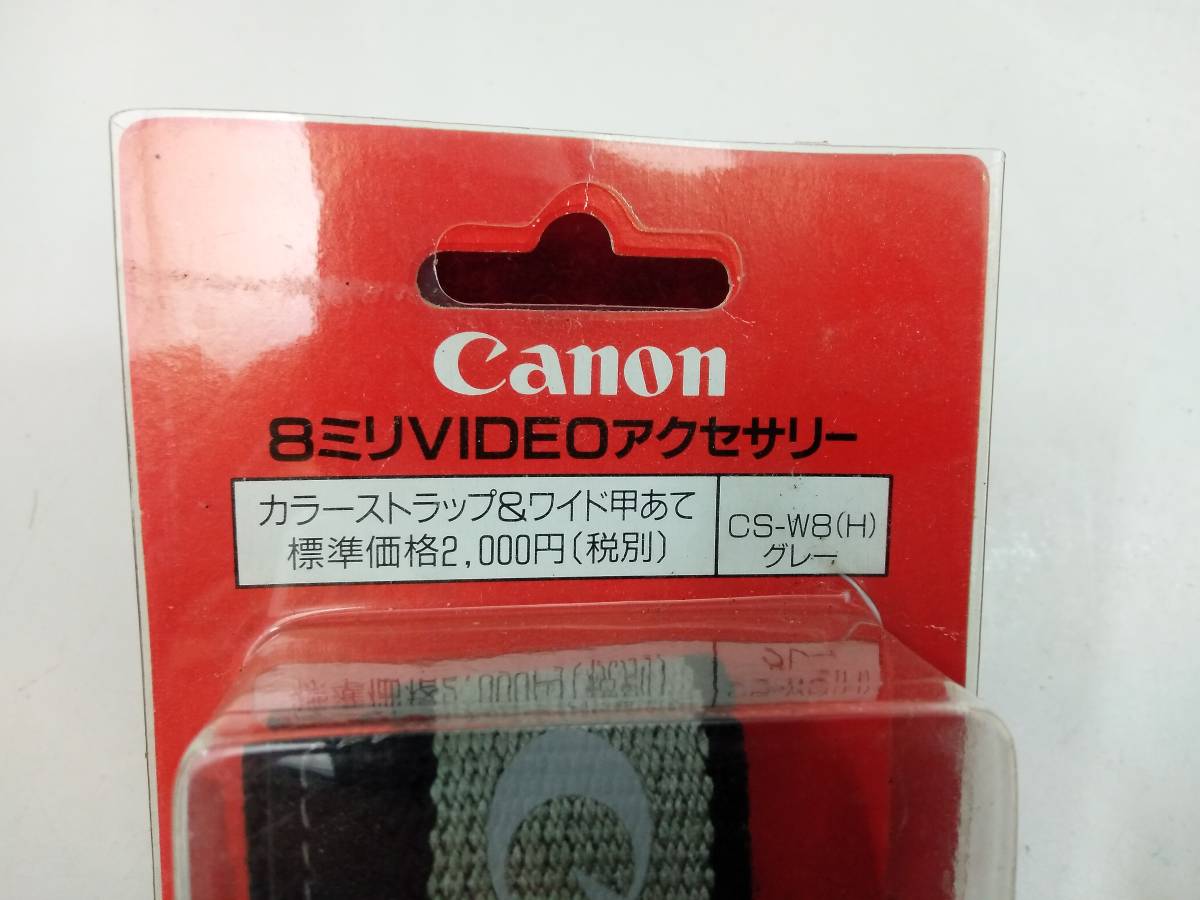 Canon
8ミリVIDEOアクセサリー
カラーストラップ&ワイド甲あて
標準価格2,000円(税別)
CS-W8(H)
グレー